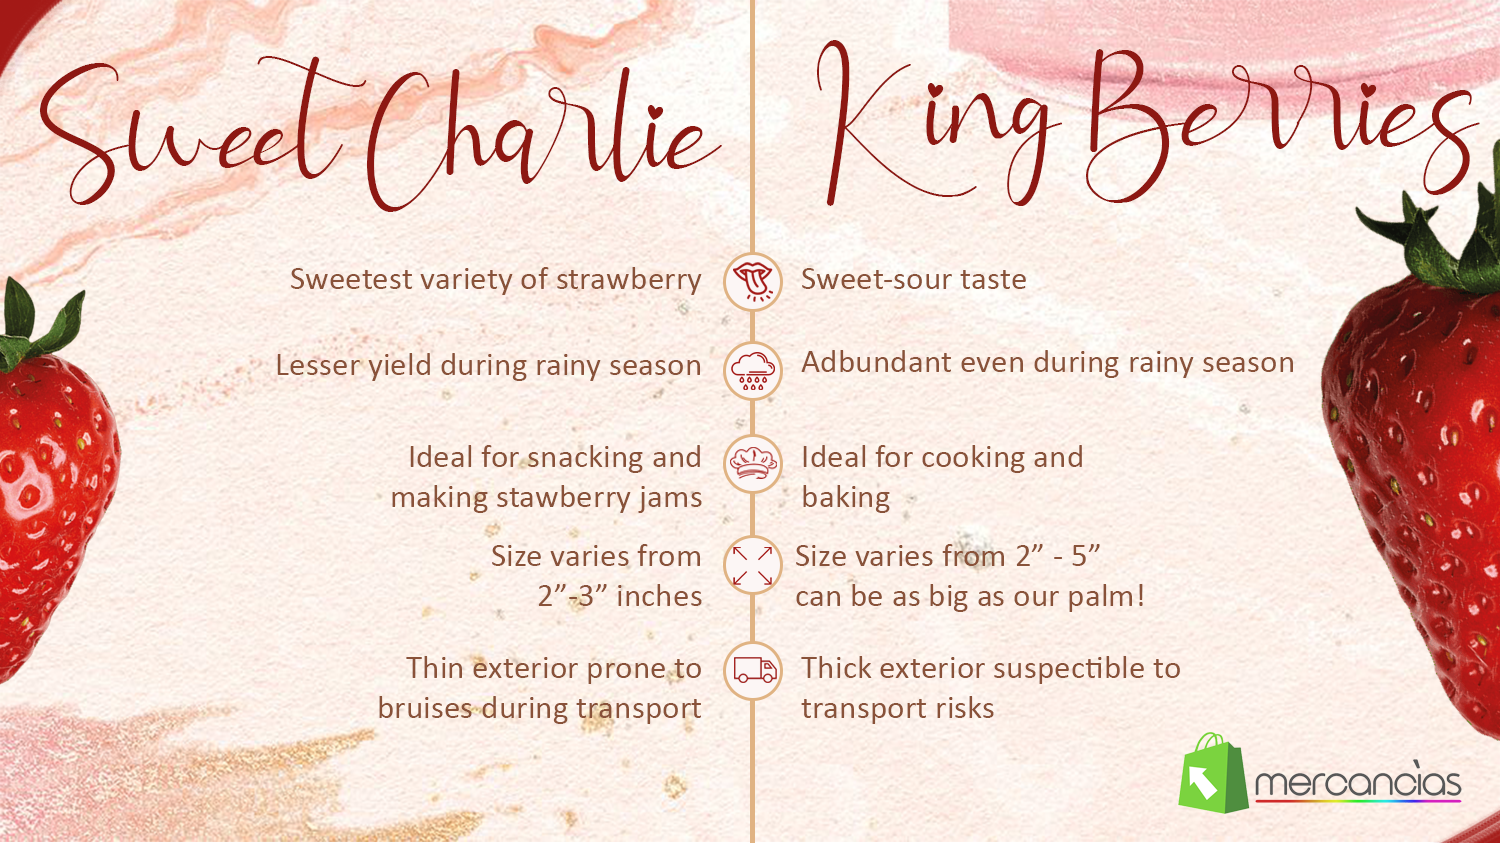 Sweet Charlie
Sweetest variety of strawberry
Lesser yield during rainy season
Ideal for snacking and
making stawberry jams
Size varies from
2”-3” inches
Thin exterior prone to
bruises during transport
King Berries
Sweet-sour taste
Adbundant even during rainy season
Ideal for cooking and
baking
Size varies from 2” - 5”
can be as big as our palm!
Thick exterior suspectible to
transport risks
mercancìas